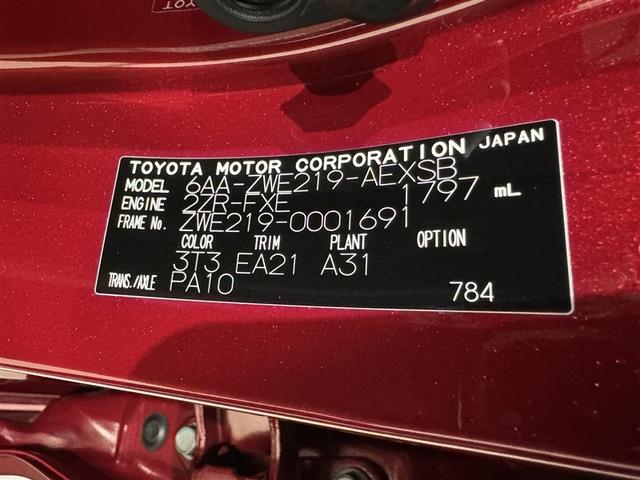 TOYOTA MOTOR CORPORATION JAPAN
MODEL 6AA-ZWE219-AEXSB
ENGINE 2ZR-FXE 1797 mL
FRAME No. ZWE219-0001691
COLOR TRIM PLANT OPTION
3T3 EA21 A31
TRANS./AXLE PA10 784